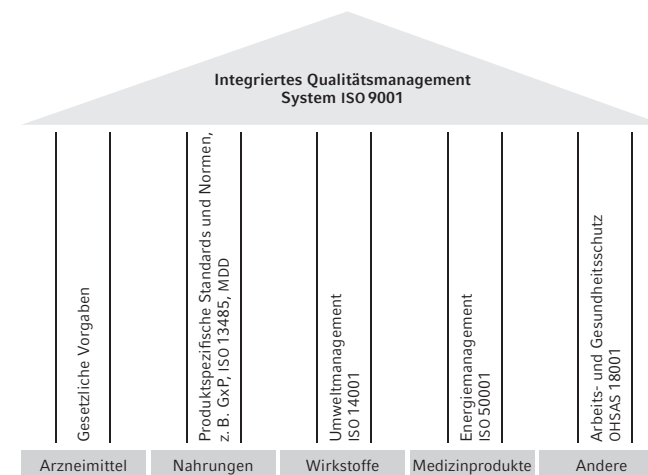 Integriertes Qualitätsmanagement
System ISO 9001
Gesetzliche Vorgaben
Produktspezifische Standards und Normen,
z. B. GxP, ISO 13485, MDD
Umweltmanagement
ISO 14001
Energiemanagement
ISO 50001
Arbeits- und Gesundheitsschutz
OHSAS 18001
Arzneimittel
Nahrungen
Wirkstoffe
Medizinprodukte
Andere